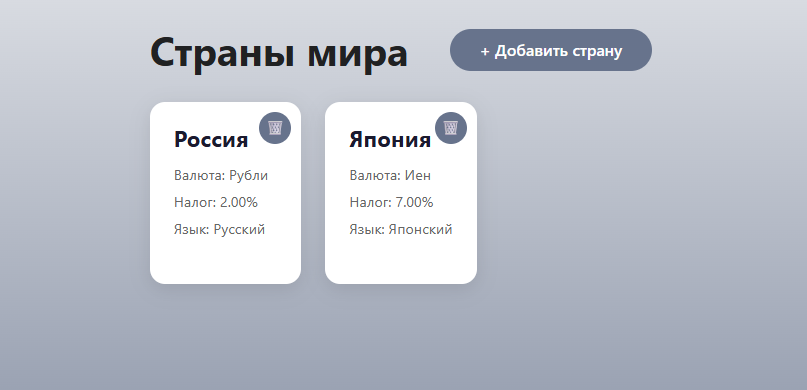 Страны мира
+ Добавить страну
Россия
Валюта: Рубли
Налог: 2.00%
Язык: Русский
Япония
Валюта: Иен
Налог: 7.00%
Язык: Японский